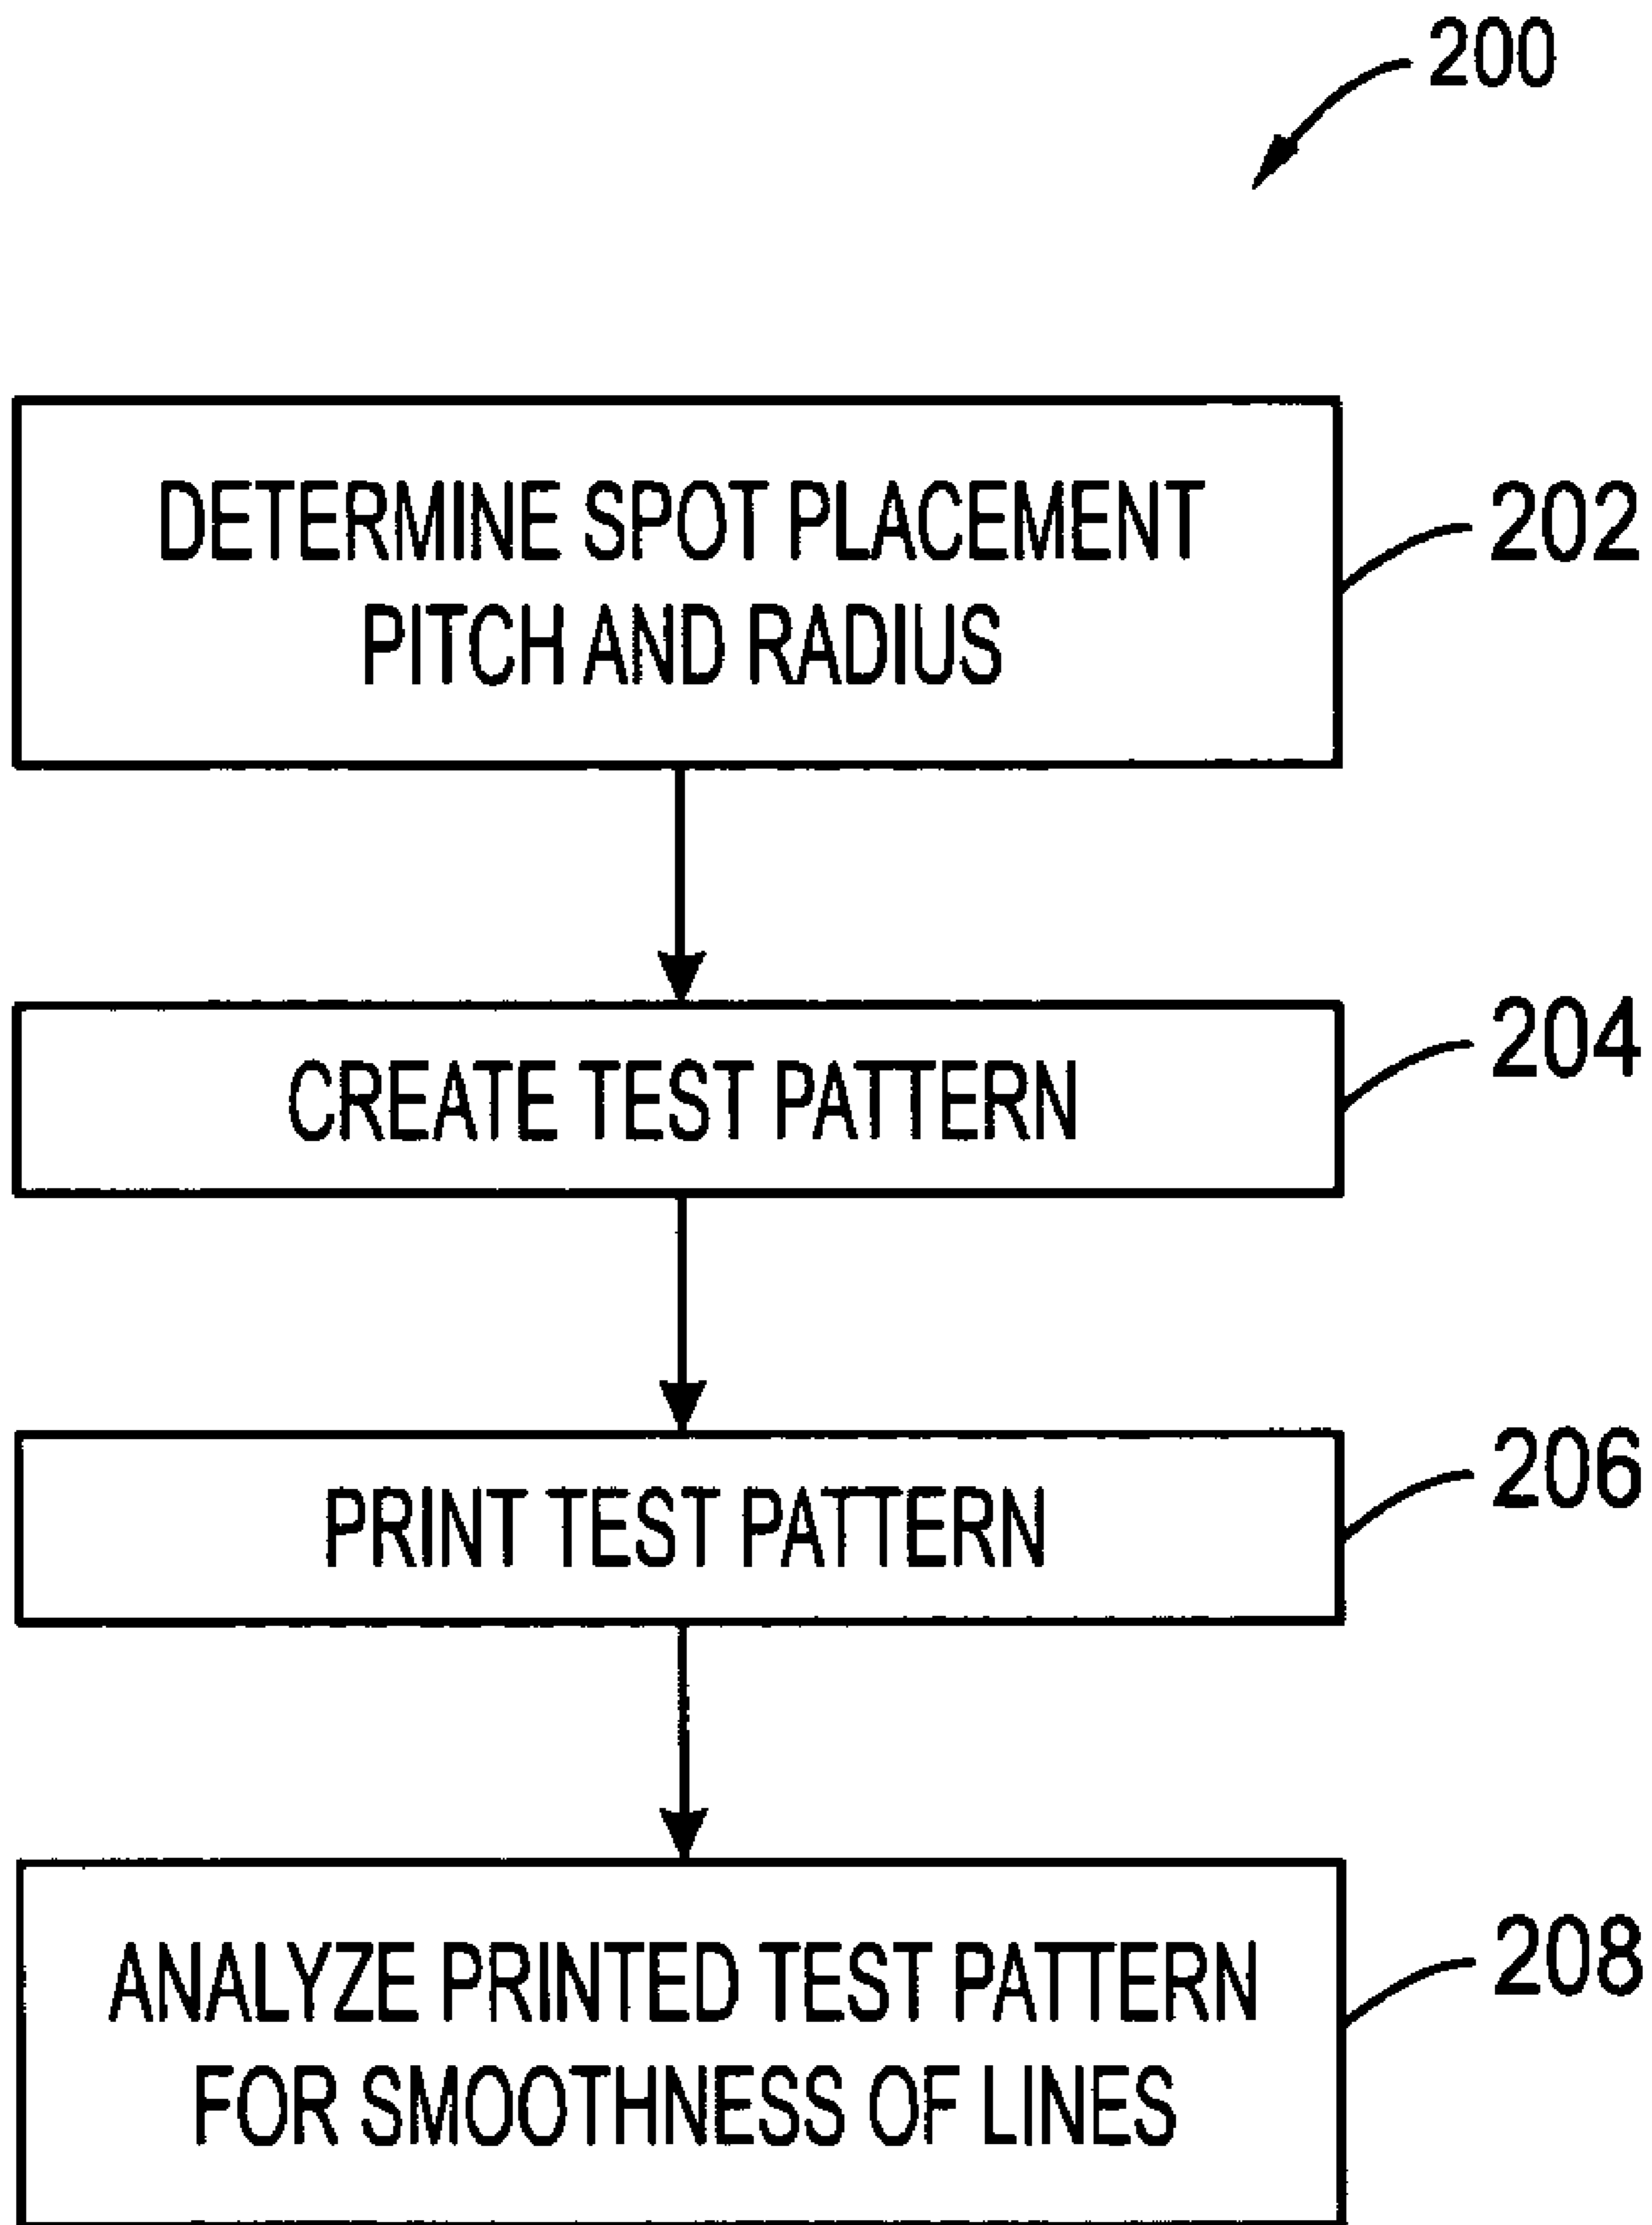 200
DETERMINE SPOT PLACEMENT
PITCH AND RADIUS
202
CREATE TEST PATTERN
204
PRINT TEST PATTERN
206
ANALYZE PRINTED TEST PATTERN
FOR SMOOTHNESS OF LINES
208